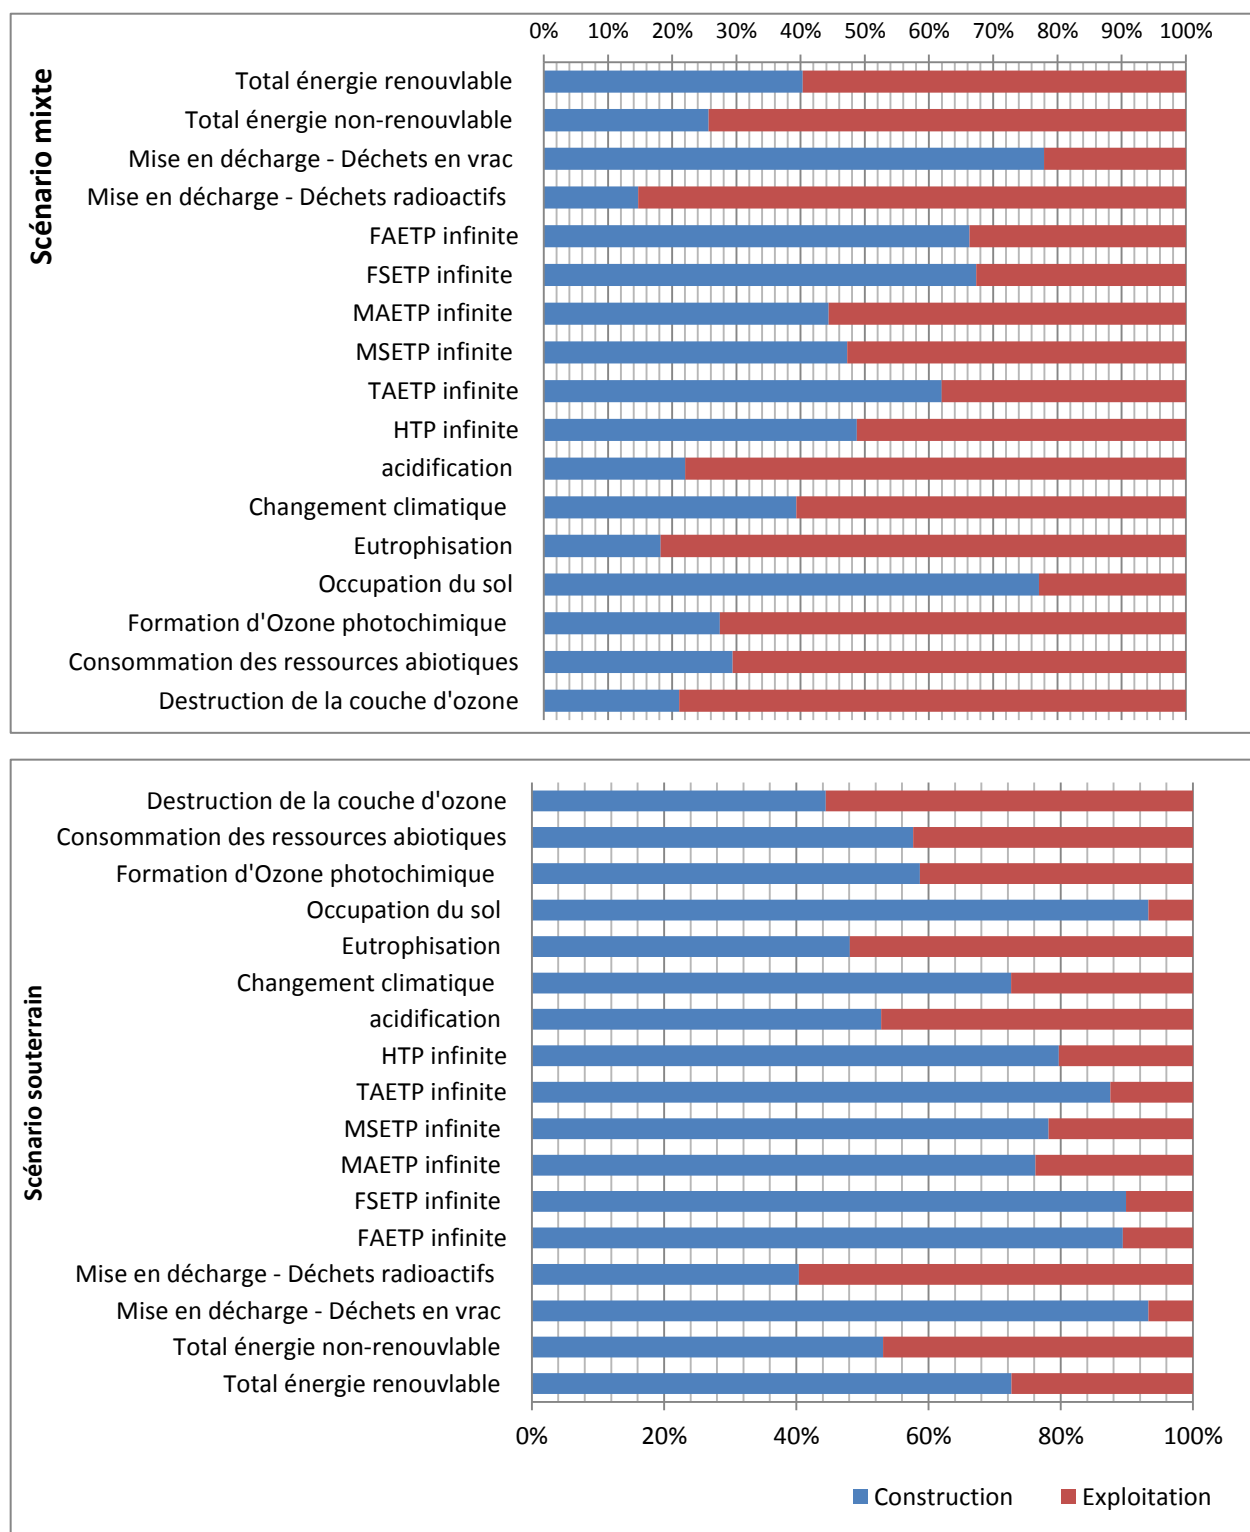 0% 10% 20% 30% 40% 50% 60% 70% 80% 90% 100%
Scénario mixte
Total énergie renouvlable
Total énergie non-renouvlable
Mise en décharge - Déchets en vrac
Mise en décharge - Déchets radioactifs
FAETP infinite
FSETP infinite
MAETP infinite
MSETP infinite
TAETP infinite
HTP infinite
acidification
Changement climatique
Eutrophisation
Occupation du sol
Formation d'Ozone photochimique
Consommation des ressources abiotiques
Destruction de la couche d'ozone
Scénario souterrain
Destruction de la couche d'ozone
Consommation des ressources abiotiques
Formation d'Ozone photochimique
Occupation du sol
Eutrophisation
Changement climatique
acidification
HTP infinite
TAETP infinite
MSETP infinite
MAETP infinite
FSETP infinite
FAETP infinite
Mise en décharge - Déchets radioactifs
Mise en décharge - Déchets en vrac
Total énergie non-renouvlable
Total énergie renouvlable
0% 20% 40% 60% 80% 100%
Construction Exploitation